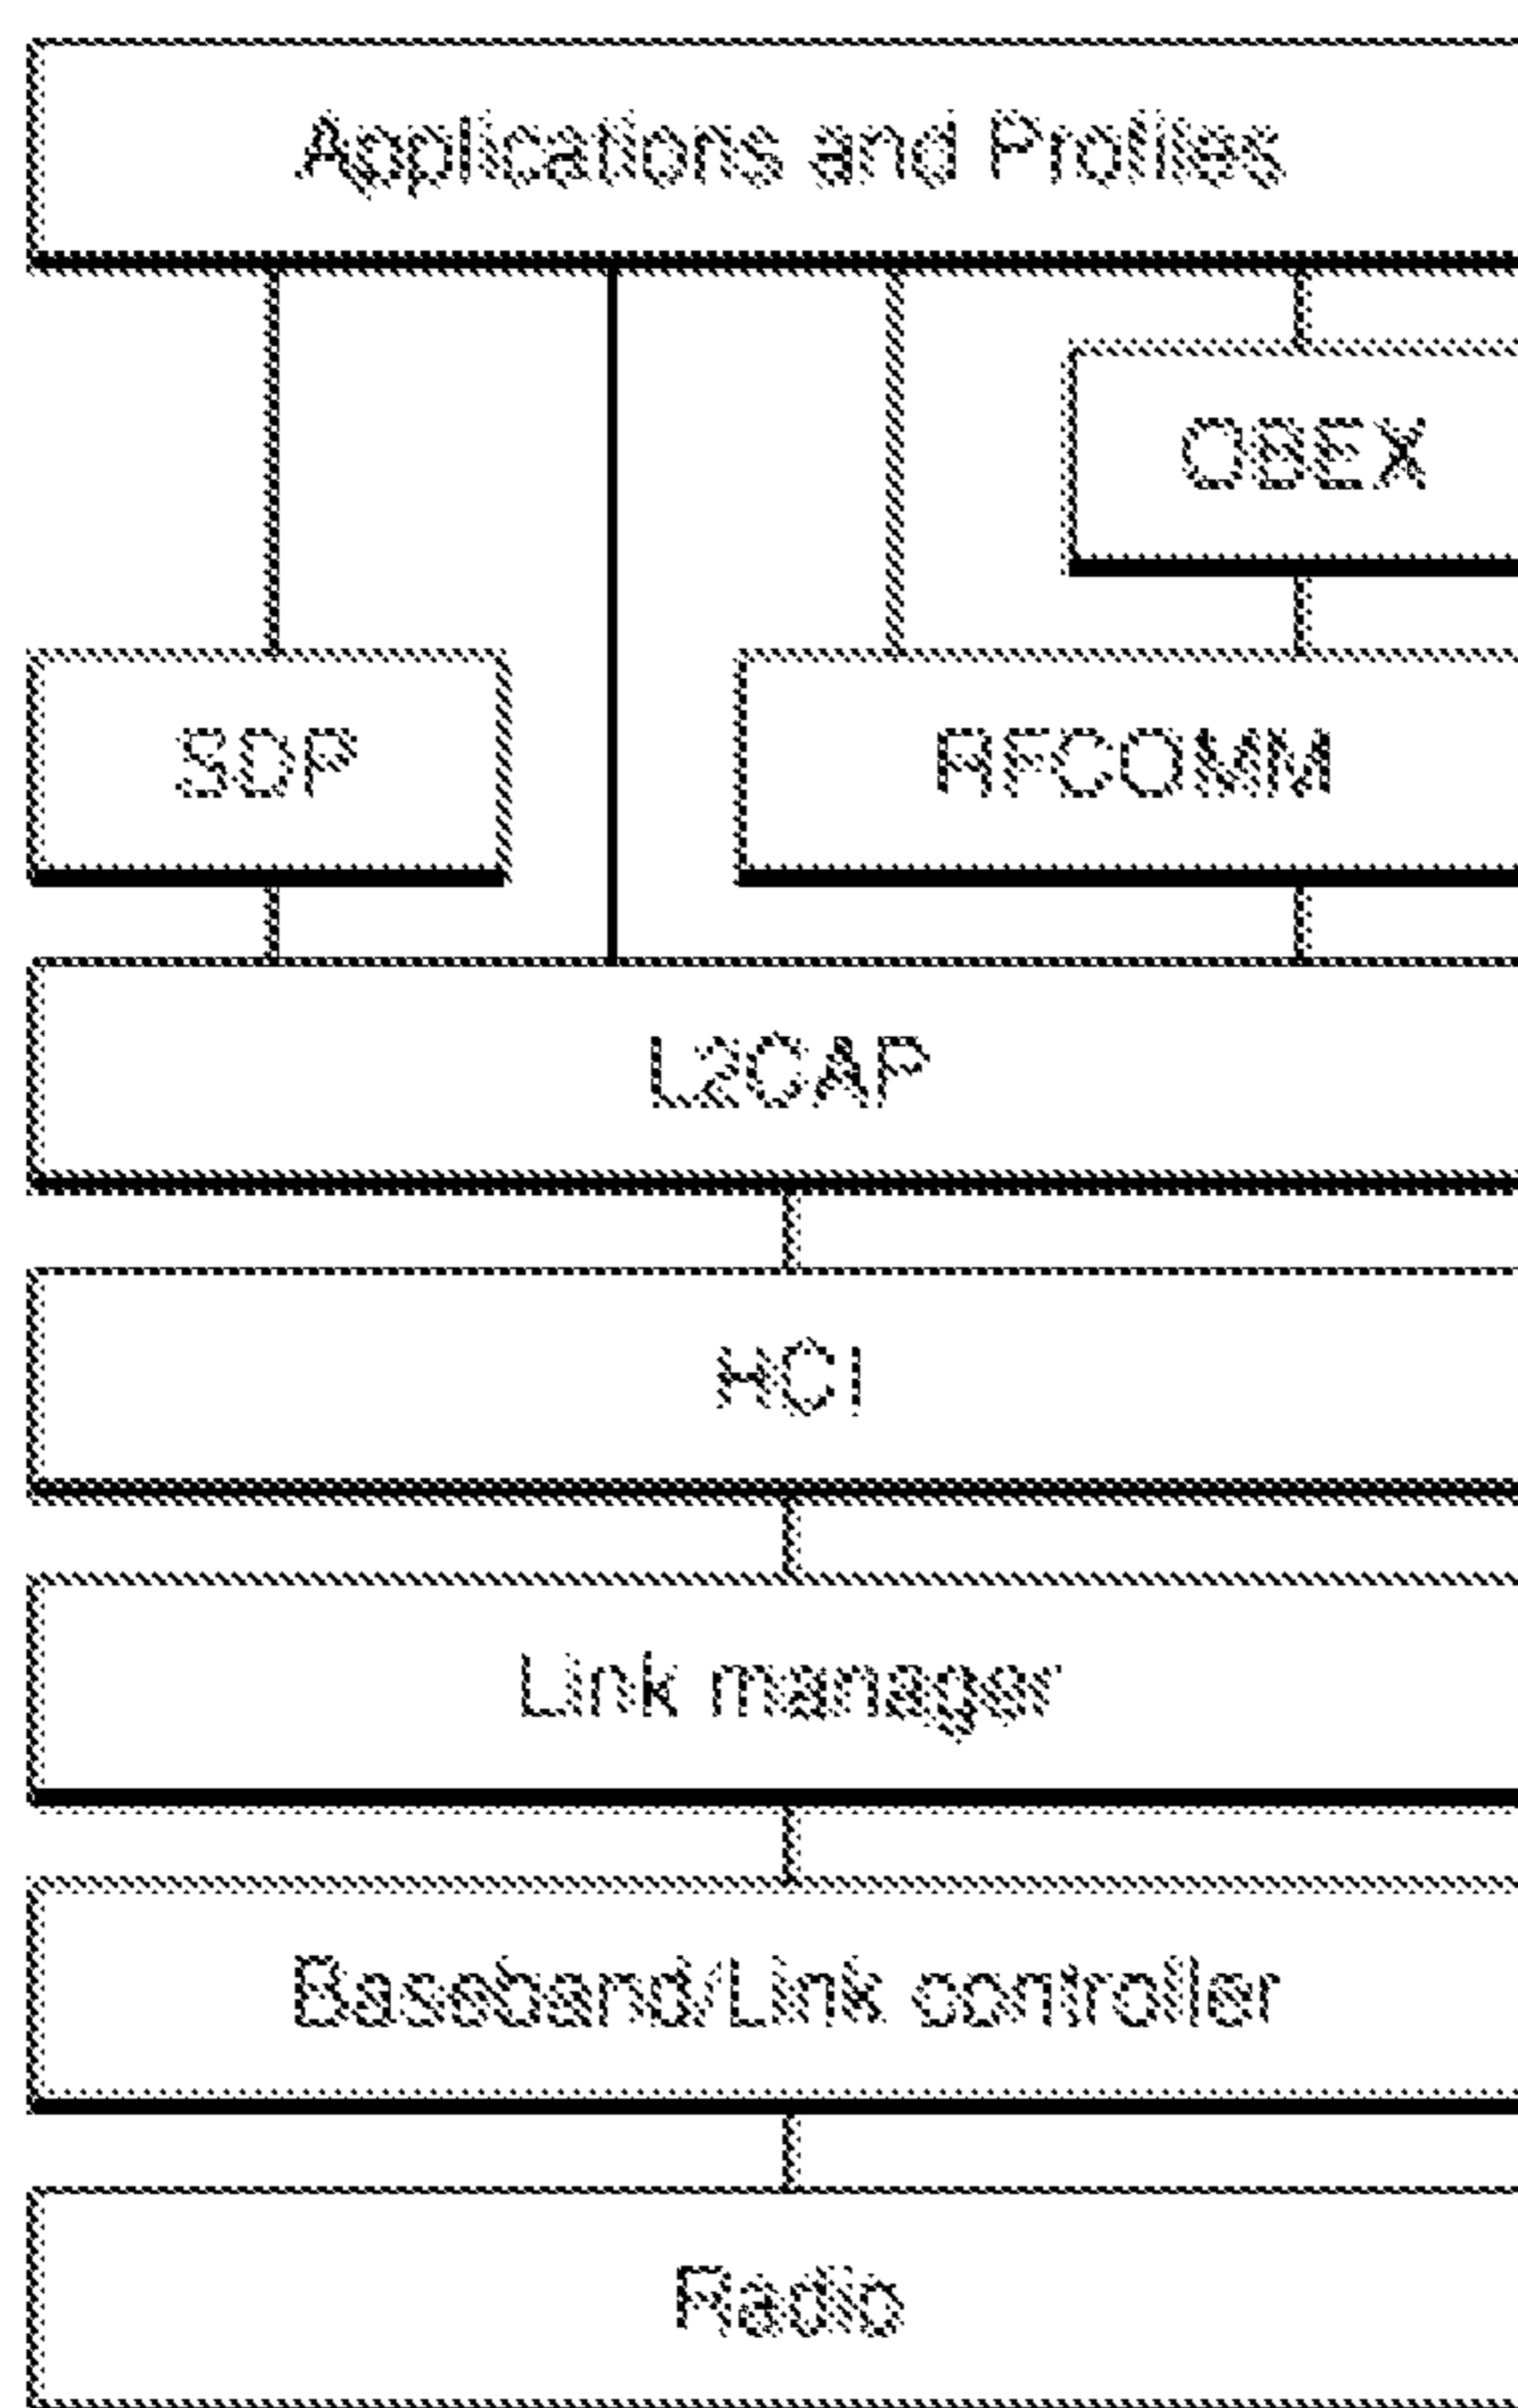 Applications and Profiles
OBEX
SDP
RFCOMM
L2CAP
HCI
Link manager
Baseband/Link controller
Radio